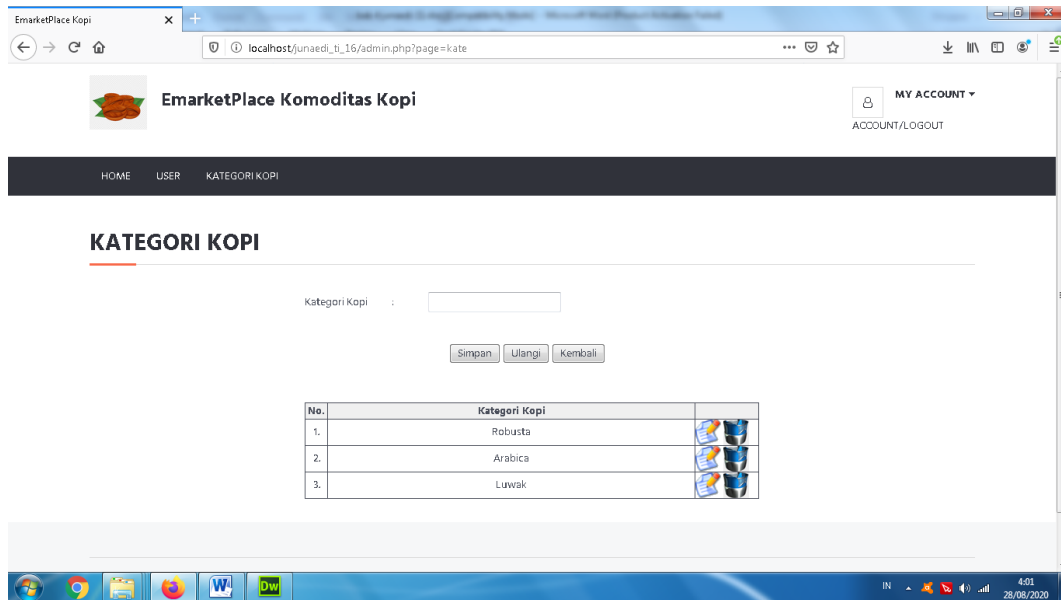 EmarketPlace Kopi
localhost/junaedi_ti_16/admin.php?page=kate
EmarketPlace Komoditas Kopi
MY ACCOUNT
ACCOUNT/LOGOUT
HOME USER KATEGORI KOPI
KATEGORI KOPI
Kategori Kopi :
Simpan Ulangi Kembali
No. Kategori Kopi
1. Robusta
2. Arabica
3. Luwak
W Dw
IN 4:01
28/08/2020